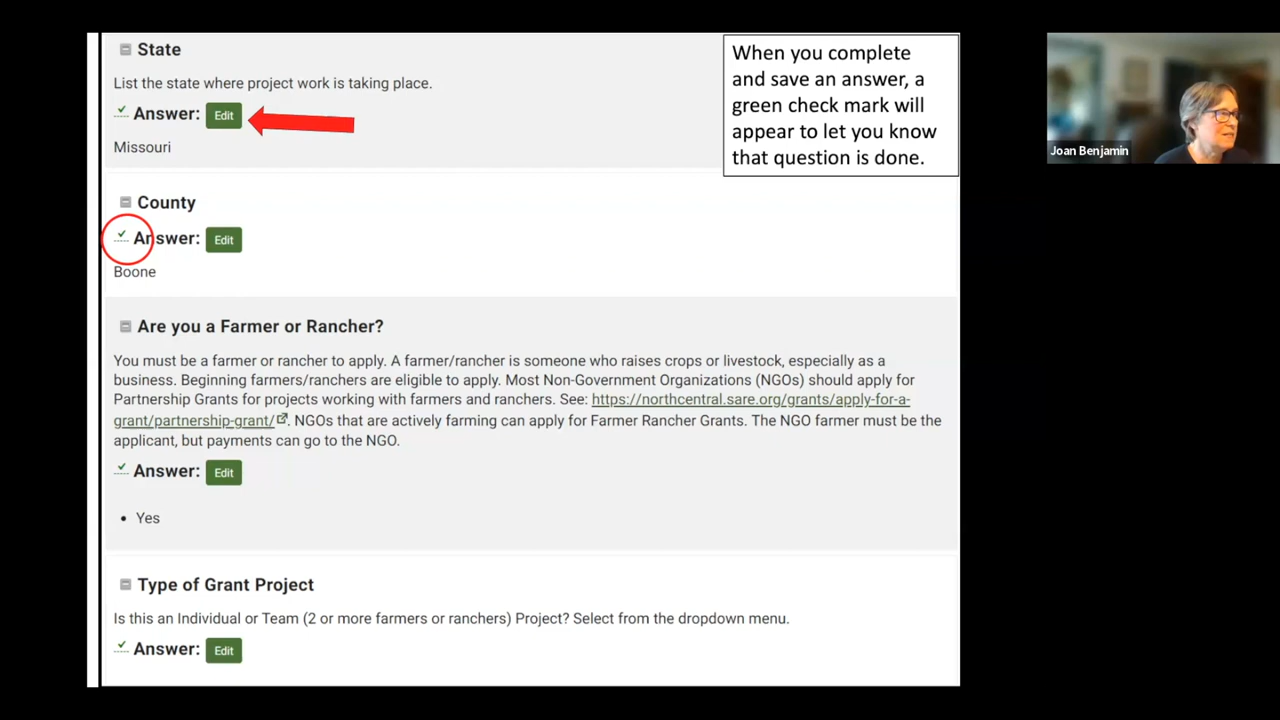 State
List the state where project work is taking place.
Answer: Edit
Missouri
When you complete
and save an answer, a
green check mark will
appear to let you know
that question is done.
Joan Benjamin
County
Answer: Edit
Boone
Are you a Farmer or Rancher?
You must be a farmer or rancher to apply. A farmer/rancher is someone who raises crops or livestock, especially as a
business. Beginning farmers/ranchers are eligible to apply. Most Non-Government Organizations (NGOs) should apply for
Partnership Grants for projects working with farmers and ranchers. See: https://northcentral.sare.org/grants/apply-for-a-
grant/partnership-grant/. NGOs that are actively farming can apply for Farmer Rancher Grants. The NGO farmer must be the
applicant, but payments can go to the NGO.
Answer: Edit
• Yes
Type of Grant Project
Is this an Individual or Team (2 or more farmers or ranchers) Project? Select from the dropdown menu.
Answer: Edit